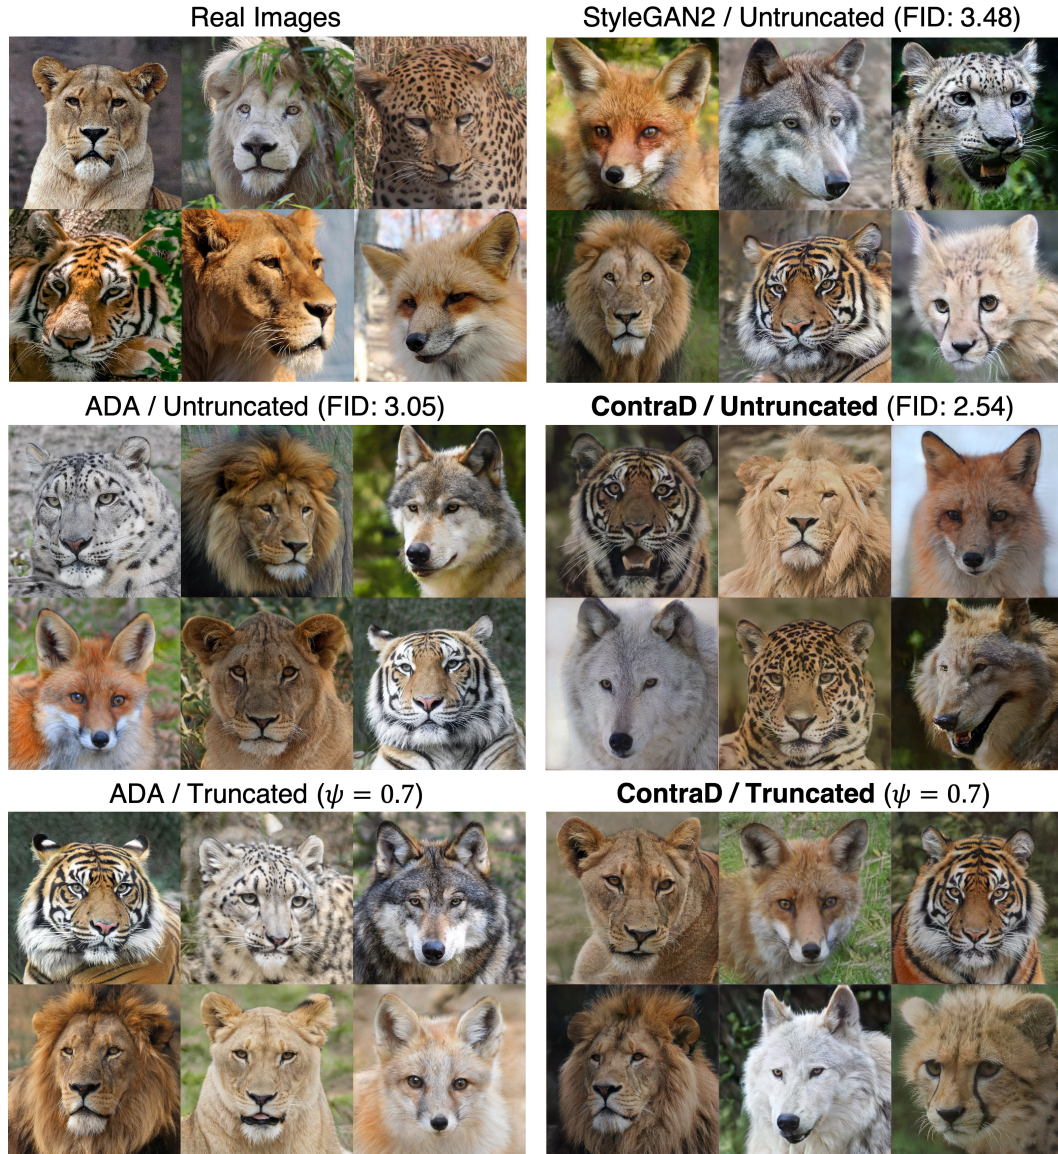 Real Images
StyleGAN2 / Untruncated (FID: 3.48)
ADA / Untruncated (FID: 3.05)
ContraD / Untruncated (FID: 2.54)
ADA / Truncated (ψ = 0.7)
ContraD / Truncated (ψ = 0.7)